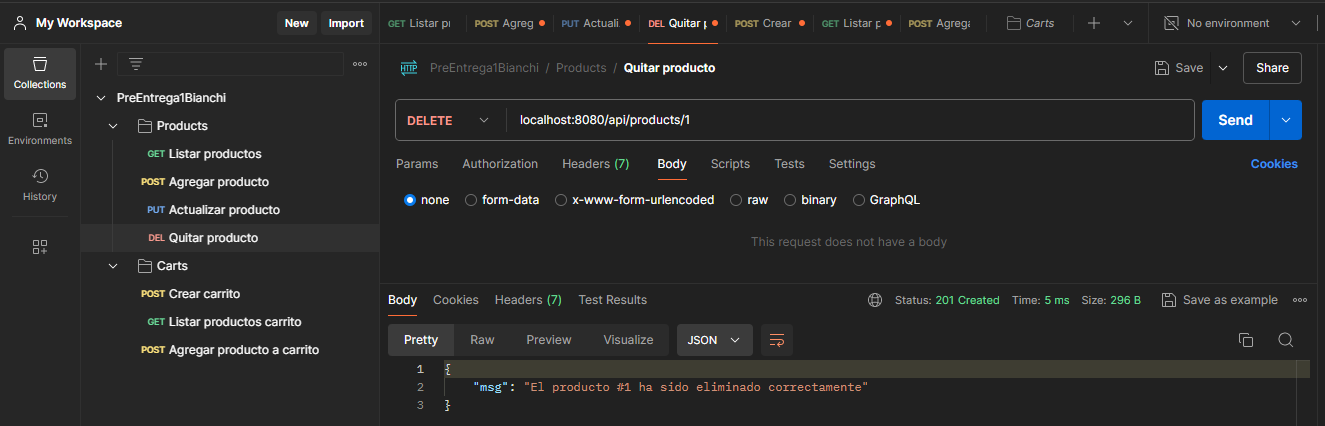 My Workspace
New
Import
GET Listar pr
POST Agreg
PUT Actuali
DEL Quitar p
POST Crear
GET Listar p
POST Agrega
Carts
No environment
Collections
Environments
History
PreEntrega1Bianchi
Products
GET Listar productos
POST Agregar producto
PUT Actualizar producto
DEL Quitar producto
Carts
POST Crear carrito
GET Listar productos carrito
POST Agregar producto a carrito
HTTP
PreEntrega1Bianchi / Products / Quitar producto
Save
Share
DELETE
localhost:8080/api/products/1
Send
Params Authorization Headers (7) Body Scripts Tests Settings
Cookies
none form-data x-www-form-urlencoded raw binary GraphQL
This request does not have a body
Body Cookies Headers (7) Test Results
Status: 201 Created Time: 5 ms Size: 296 B
Save as example
Pretty Raw Preview Visualize
JSON
1 {
2 "msg": "El producto #1 ha sido eliminado correctamente"
3 }